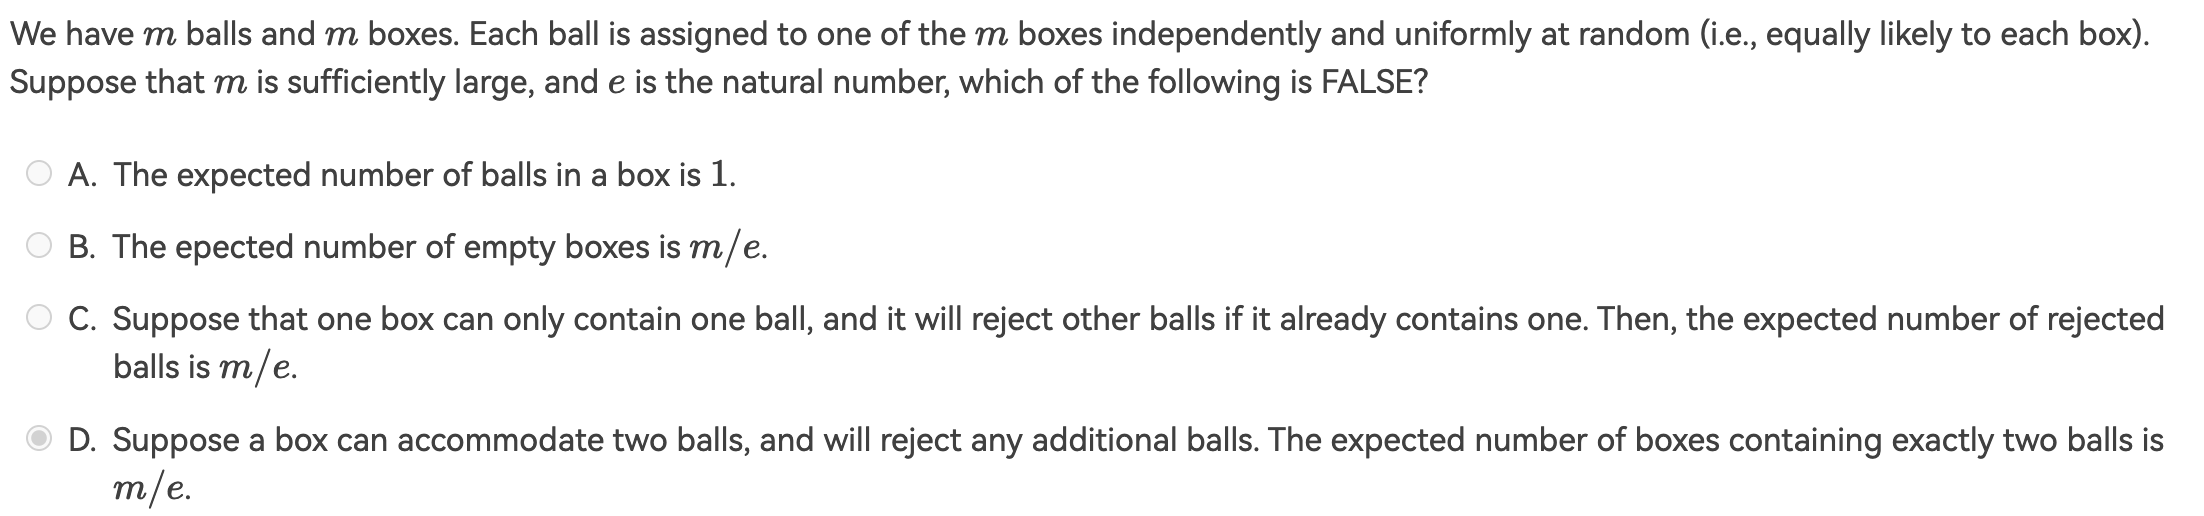 We have m balls and m boxes. Each ball is assigned to one of the m boxes independently and uniformly at random (i.e., equally likely to each box).
Suppose that m is sufficiently large, and e is the natural number, which of the following is FALSE?
A. The expected number of balls in a box is 1.
B. The epected number of empty boxes is m/e.
C. Suppose that one box can only contain one ball, and it will reject other balls if it already contains one. Then, the expected number of rejected
balls is m/e.
D. Suppose a box can accommodate two balls, and will reject any additional balls. The expected number of boxes containing exactly two balls is
m/e.